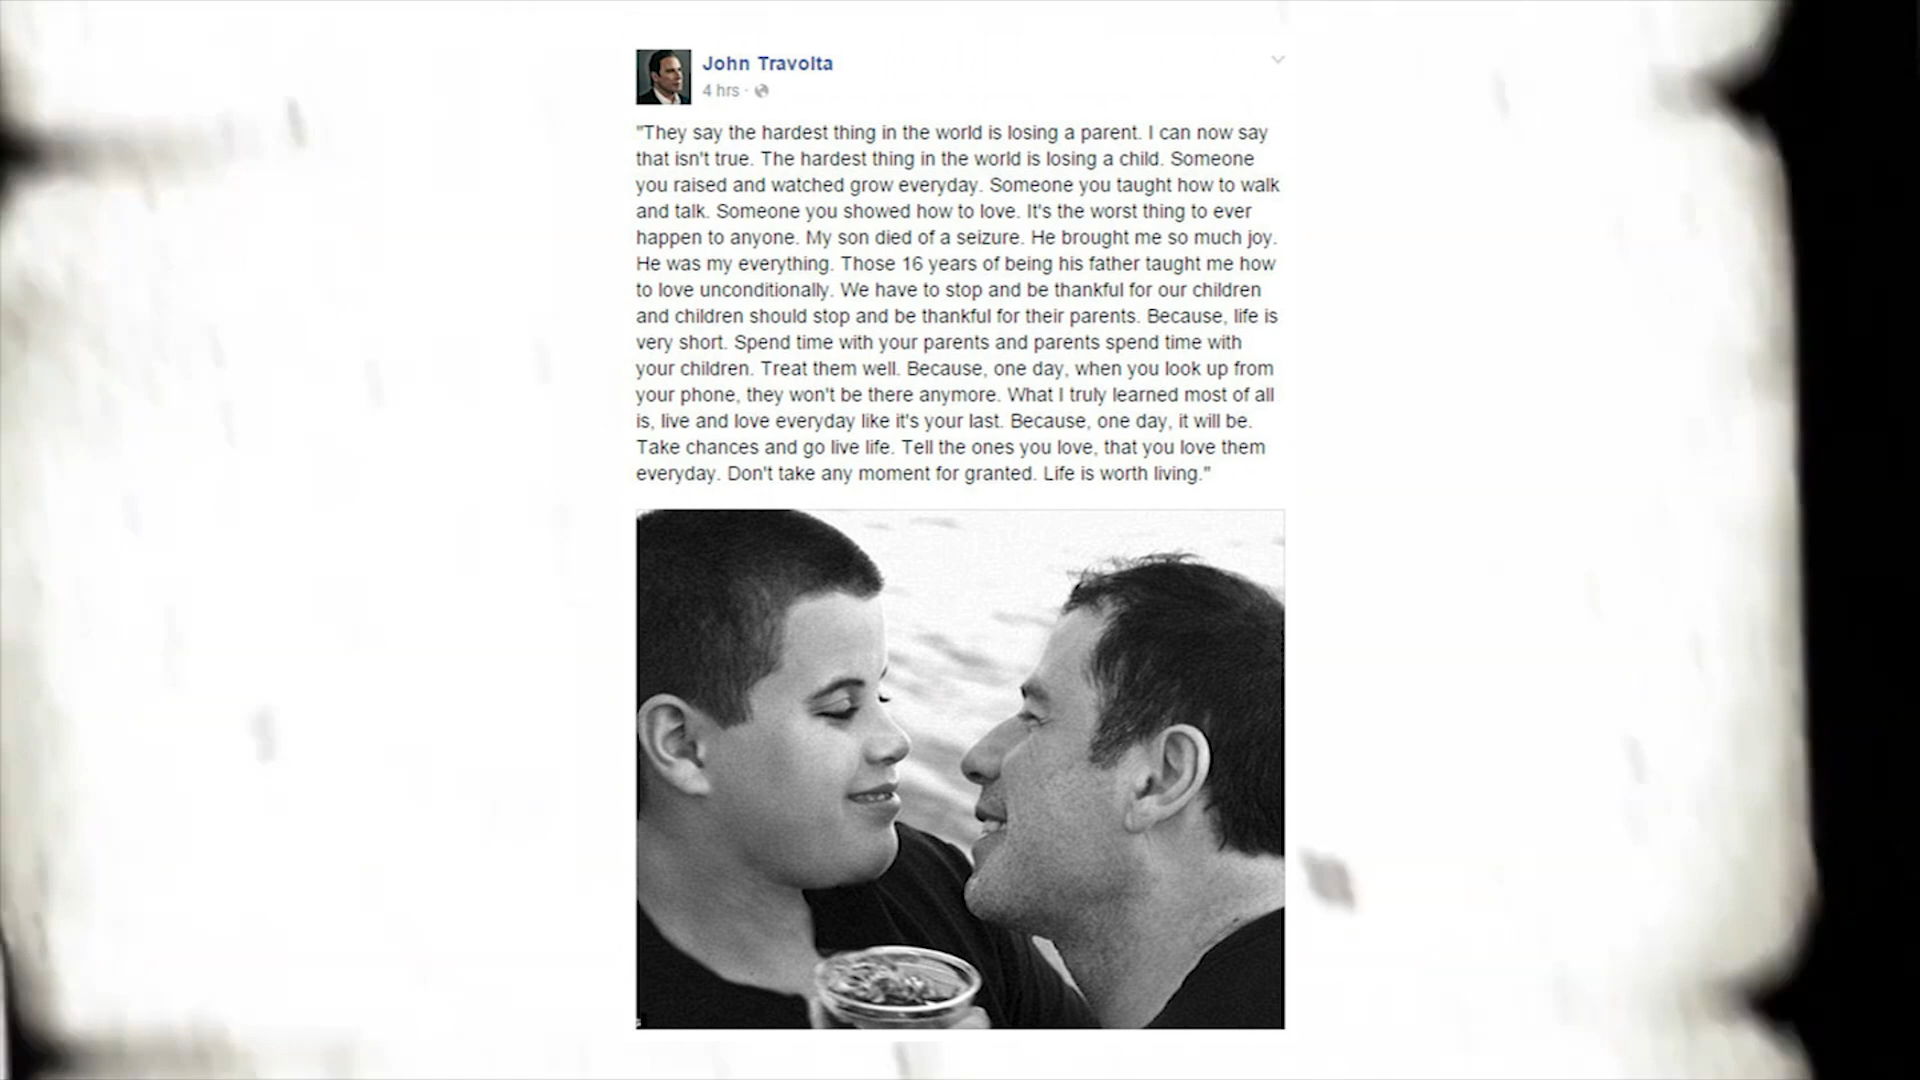 John Travolta
4 hrs ·
"They say the hardest thing in the world is losing a parent. I can now say
that isn't true. The hardest thing in the world is losing a child. Someone
you raised and watched grow everyday. Someone you taught how to walk
and talk. Someone you showed how to love. It's the worst thing to ever
happen to anyone. My son died of a seizure. He brought me so much joy.
He was my everything. Those 16 years of being his father taught me how
to love unconditionally. We have to stop and be thankful for our children
and children should stop and be thankful for their parents. Because, life is
very short. Spend time with your parents and parents spend time with
your children. Treat them well. Because, one day, when you look up from
your phone, they won't be there anymore. What I truly learned most of all
is, live and love everyday like it's your last. Because, one day, it will be.
Take chances and go live life. Tell the ones you love, that you love them
everyday. Don't take any moment for granted. Life is worth living."